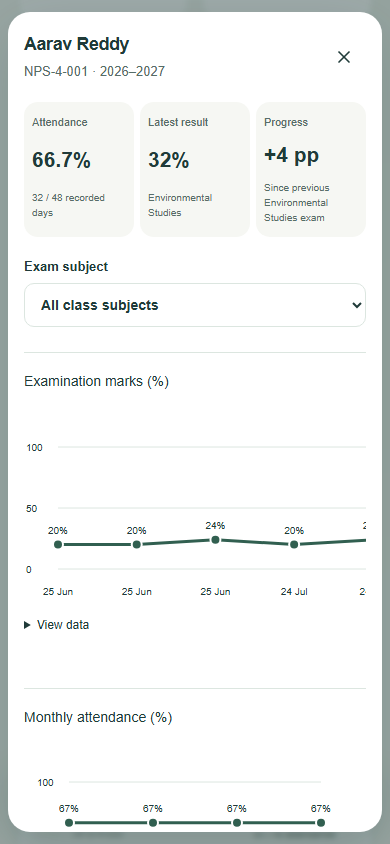 Aarav Reddy
NPS-4-001 · 2026–2027
Attendance
66.7%
32 / 48 recorded
days
Latest result
32%
Environmental
Studies
Progress
+4 pp
Since previous
Environmental
Studies exam
Exam subject
All class subjects
Examination marks (%)
100
50
0
20%
20%
24%
20%
25 Jun
25 Jun
25 Jun
24 Jul
View data
Monthly attendance (%)
100
67%
67%
67%
67%